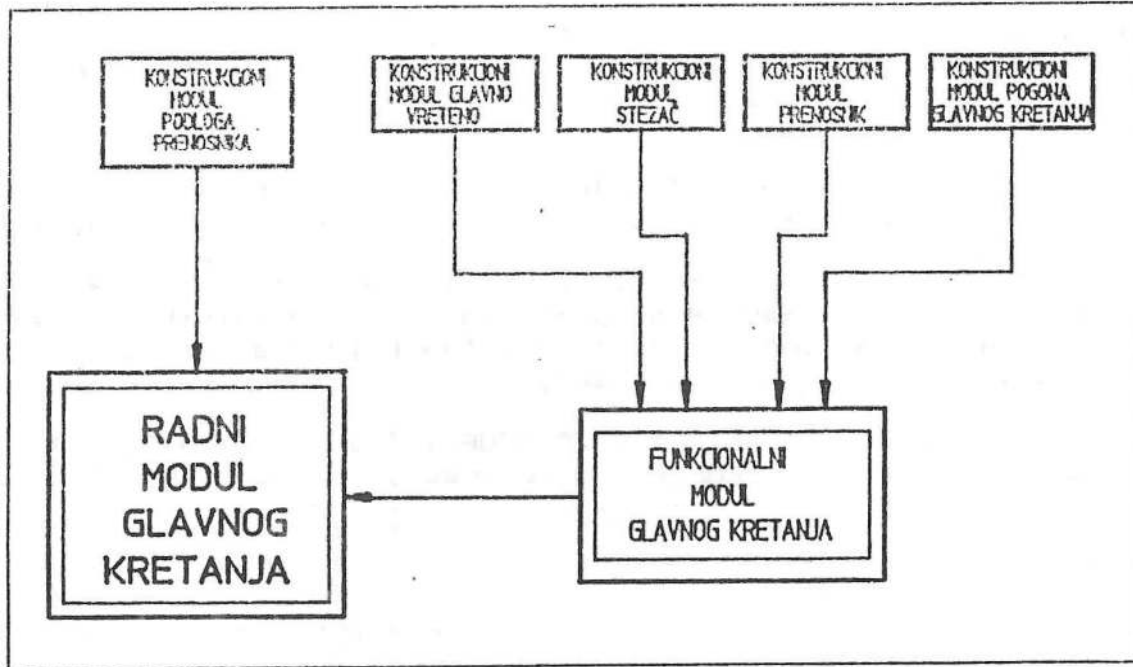 KONSTRUKCIONI
MODUL
PODLOGA
PRENOSNIKA
KONSTRUKCIONI
MODUL GLAVNO
VRETENO
KONSTRUKCIONI
MODUL
STEZAČ
KONSTRUKCIONI
MODUL
PRENOSNIK
KONSTRUKCIONI
MODUL POGONA
GLAVNOG KRETANJA
RADNI
MODUL
GLAVNOG
KRETANJA
FUNKCIONALNI
MODUL
GLAVNOG KRETANJA